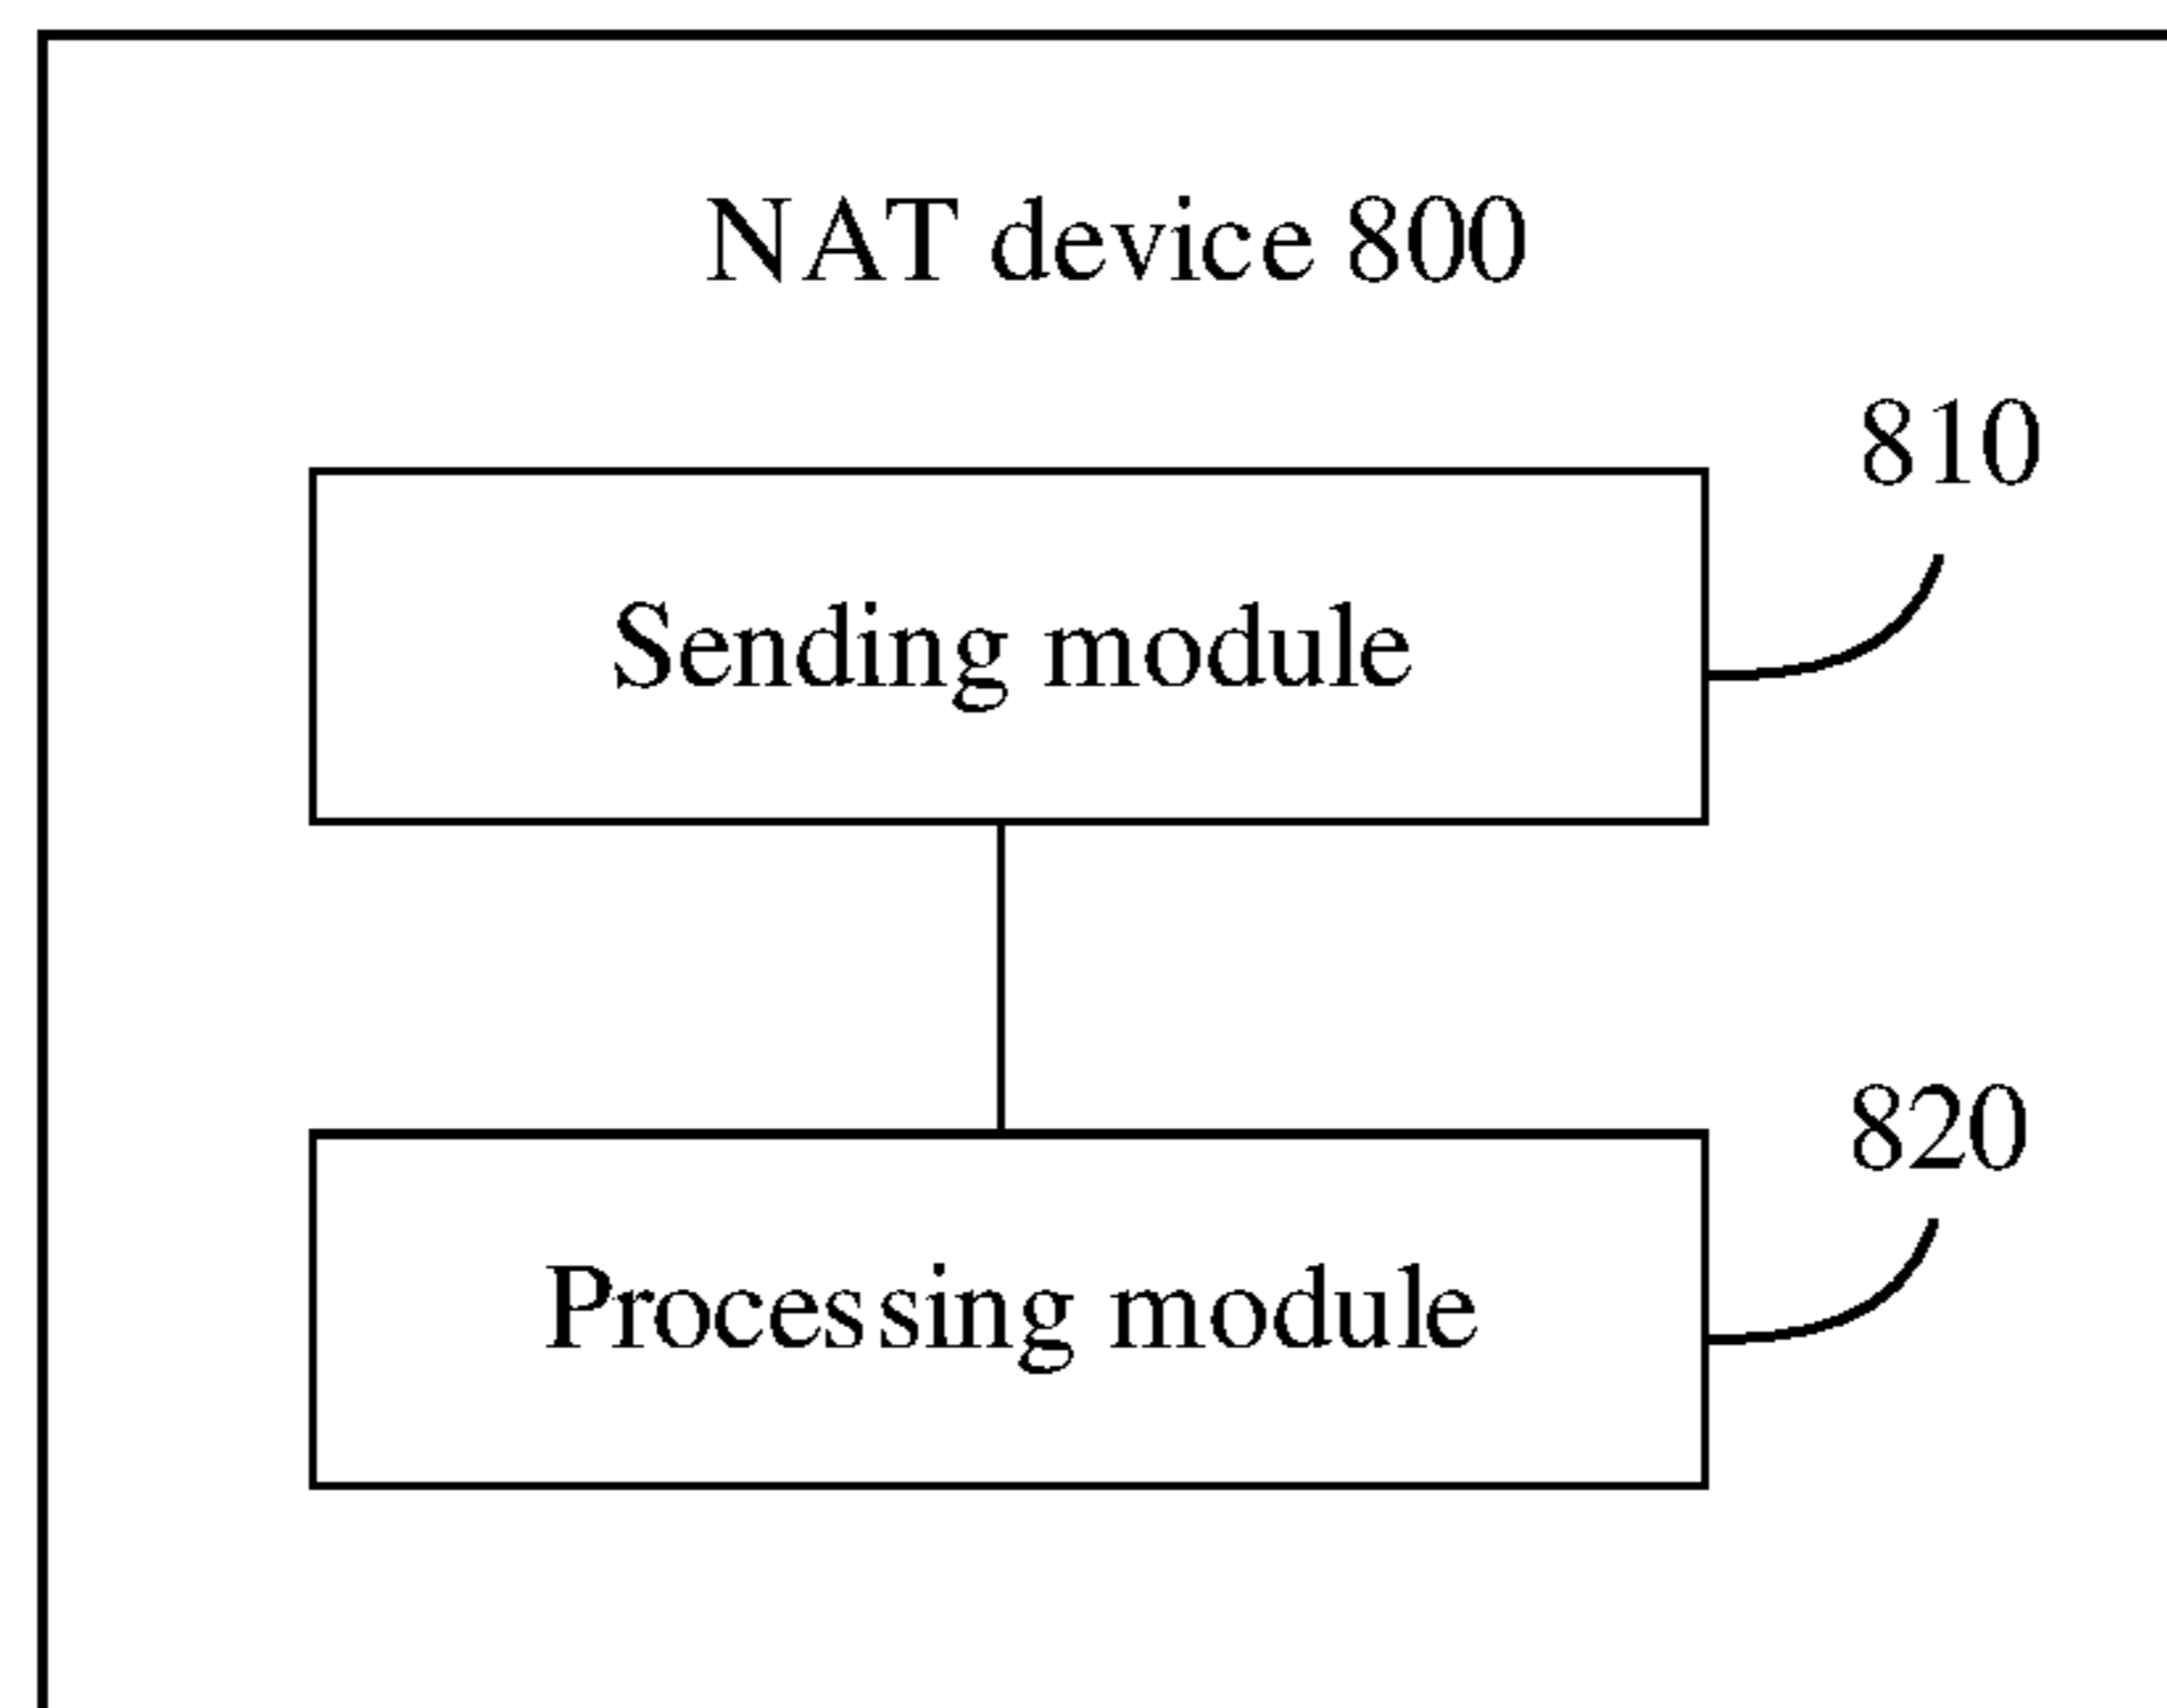 NAT device 800
810
Sending module
820
Processing module